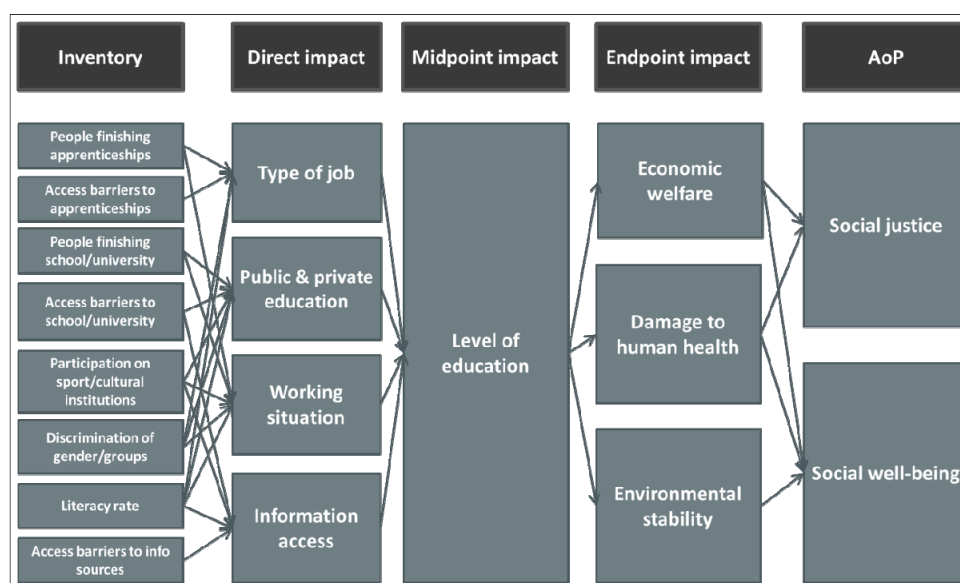 Inventory
Direct impact
Midpoint impact
Endpoint impact
AoP
People finishing
apprenticeships
Access barriers to
apprenticeships
People finishing
school/university
Access barriers to
school/university
Participation on
sport/cultural
institutions
Discrimination of
gender/groups
Literacy rate
Access barriers to info
sources
Type of job
Public & private
education
Working
situation
Information
access
Level of
education
Economic
welfare
Damage to
human health
Environmental
stability
Social justice
Social well-being